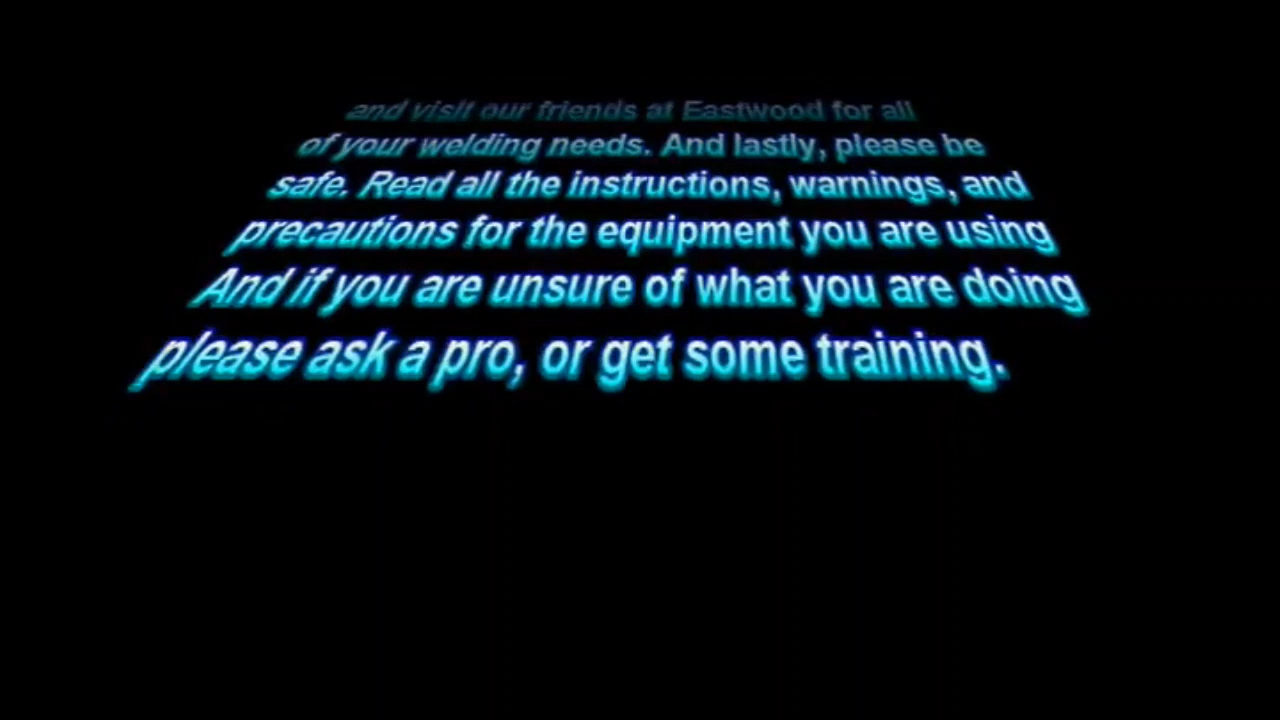 and visit our friends at Eastwood for all
of your welding needs. And lastly, please be
safe. Read all the instructions, warnings, and
precautions for the equipment you are using
And if you are unsure of what you are doing
please ask a pro, or get some training.